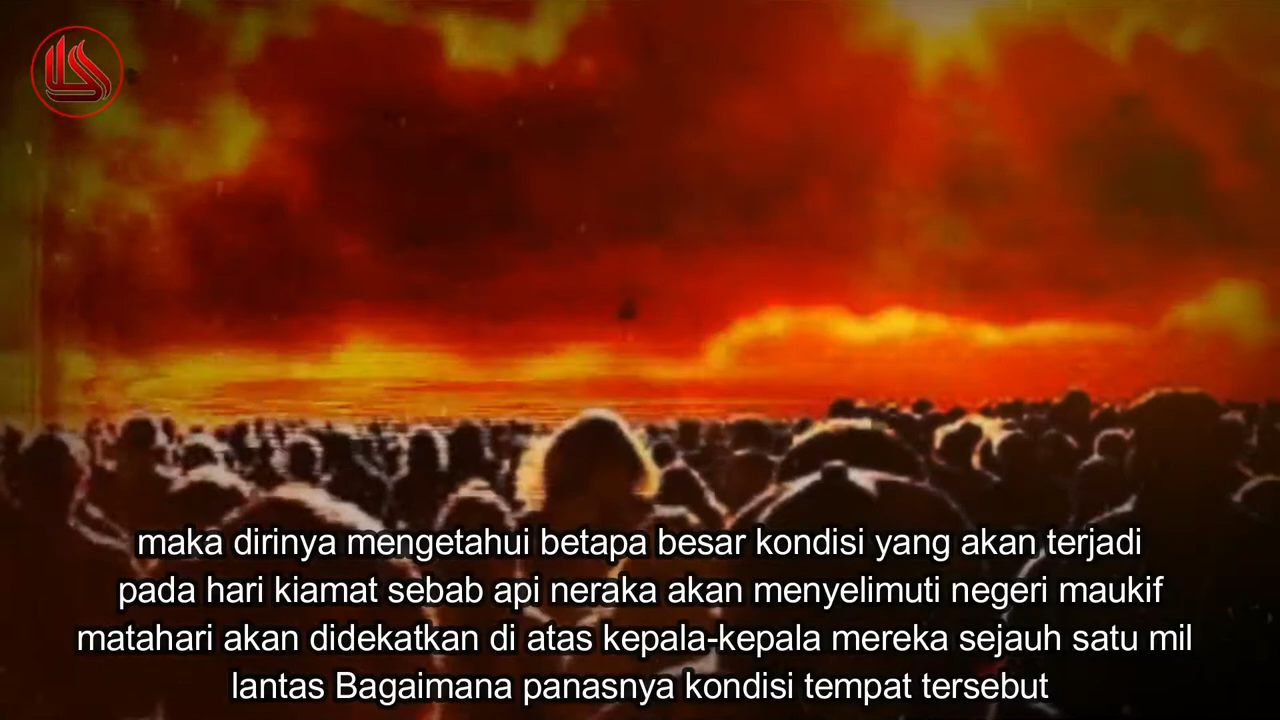 maka dirinya mengetahui betapa besar kondisi yang akan terjadi
pada hari kiamat sebab api neraka akan menyelimuti negeri maukif
matahari akan didekatkan di atas kepala-kepala mereka sejauh satu mil
lantas Bagaimana panasnya kondisi tempat tersebut